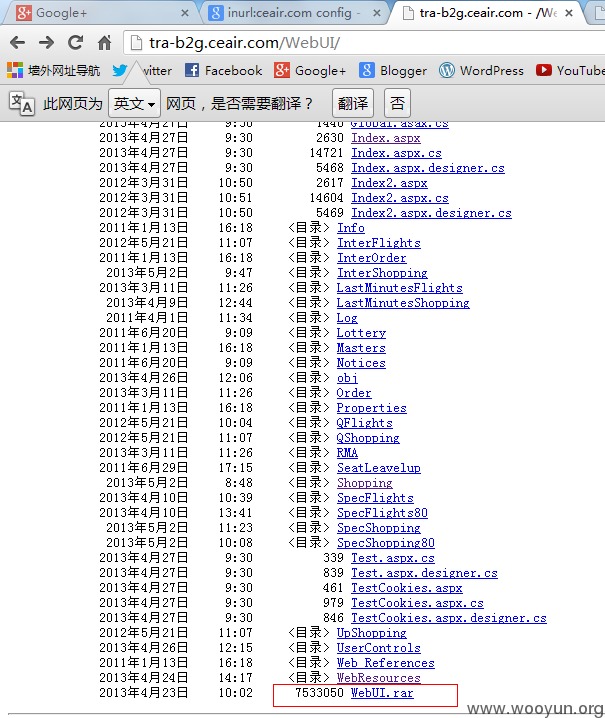 Google+
inurl:ceair.com config -
tra-b2g.ceair.com - /We
tra-b2g.ceair.com/WebUI/
墙外网址导航 Twitter Facebook Google+ Blogger WordPress YouTu
此网页为 英文 网页，是否需要翻译？ 翻译 否
2013年4月27日 9:30 1440 Global.asax.cs
2013年4月27日 9:30 2630 Index.aspx
2013年4月27日 9:30 14721 Index.aspx.cs
2013年4月27日 9:30 5468 Index.aspx.designer.cs
2012年3月31日 10:50 2617 Index2.aspx
2012年3月31日 10:51 14604 Index2.aspx.cs
2012年3月31日 10:50 5469 Index2.aspx.designer.cs
2011年1月13日 16:18 <目录> Info
2012年5月21日 11:07 <目录> InterFlights
2011年1月13日 16:18 <目录> InterOrder
2013年5月2日 9:47 <目录> InterShopping
2013年3月11日 11:26 <目录> LastMinutesFlights
2013年4月9日 12:44 <目录> LastMinutesShopping
2011年4月1日 11:34 <目录> Log
2011年6月20日 9:09 <目录> Lottery
2011年1月13日 16:18 <目录> Masters
2011年6月20日 9:09 <目录> Notices
2013年4月26日 12:06 <目录> obj
2013年3月11日 11:26 <目录> Order
2011年1月13日 16:18 <目录> Properties
2012年5月21日 10:04 <目录> QFlights
2012年5月21日 11:07 <目录> QShopping
2013年3月11日 11:26 <目录> RMA
2011年6月29日 17:15 <目录> SeatLeavelup
2013年5月2日 8:48 <目录> Shopping
2013年4月10日 10:39 <目录> SpecFlights
2013年4月10日 13:41 <目录> SpecFlights80
2013年5月2日 11:23 <目录> SpecShopping
2013年5月2日 10:08 <目录> SpecShopping80
2013年4月27日 9:30 339 Test.aspx.cs
2013年4月27日 9:30 839 Test.aspx.designer.cs
2013年4月27日 9:30 461 TestCookies.aspx
2013年4月27日 9:30 979 TestCookies.aspx.cs
2013年4月27日 9:30 846 TestCookies.aspx.designer.cs
2012年5月21日 11:07 <目录> UpShopping
2013年4月26日 12:15 <目录> UserControls
2011年1月13日 16:18 <目录> Web References
2013年4月24日 14:17 <目录> WebResources
2013年4月23日 10:02 7533050 WebUI.rar
www.wooyun.org